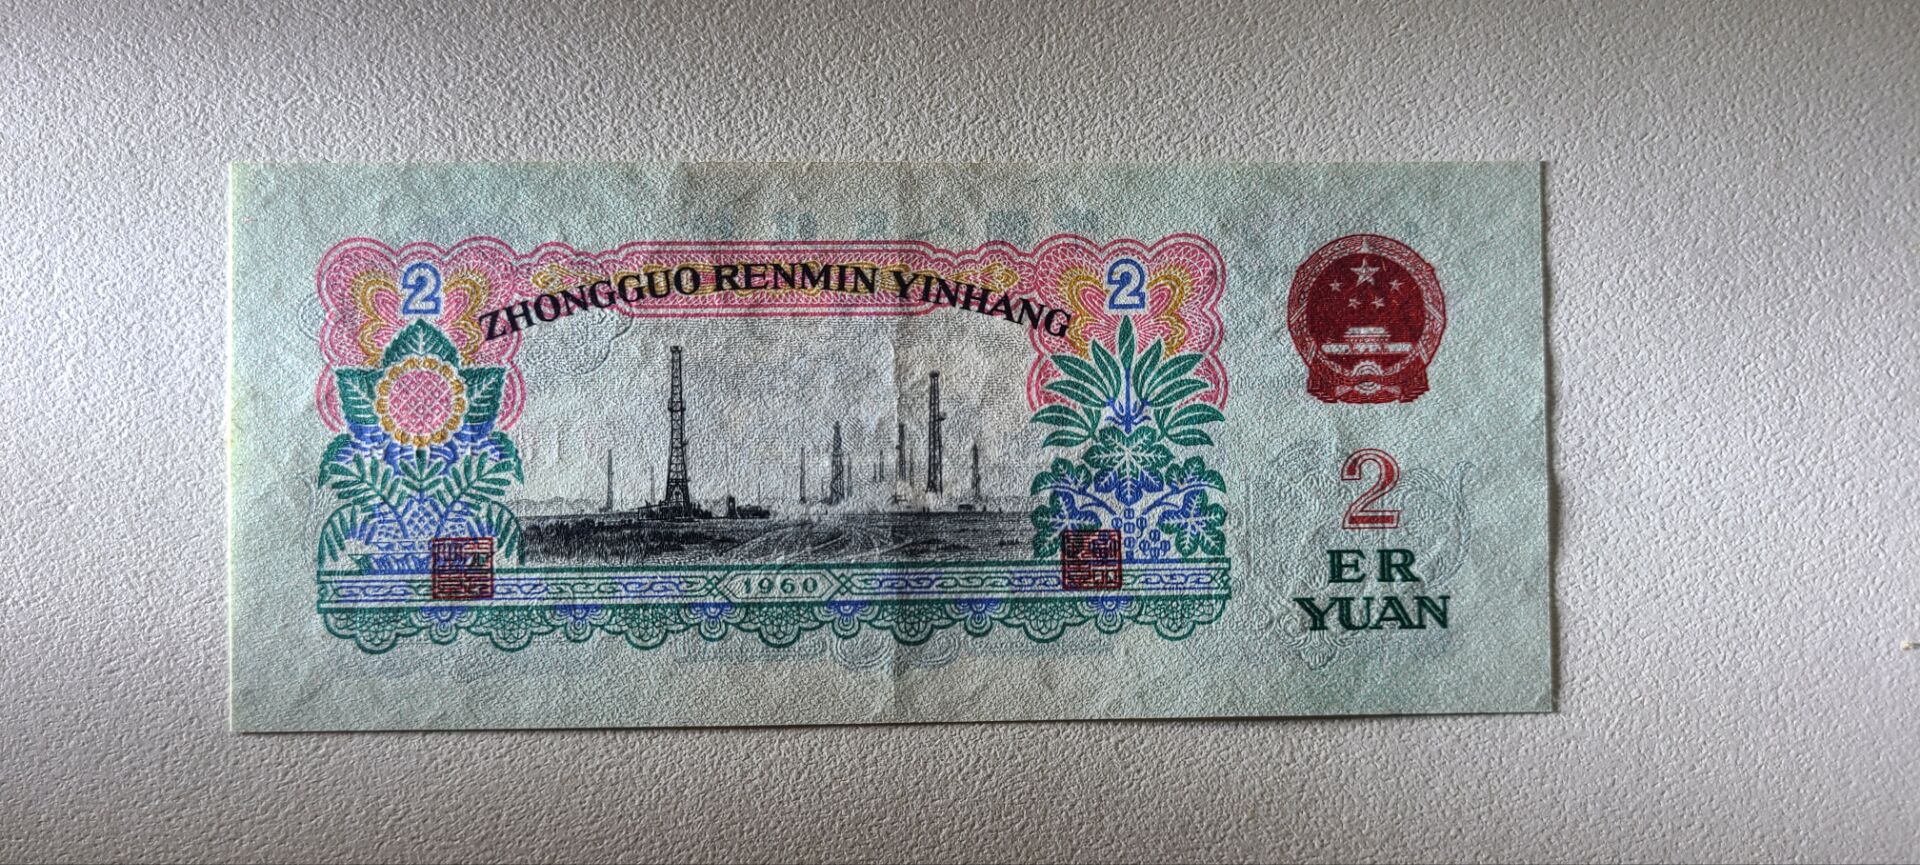 2 2
ZHONGGUO RENMIN YINHANG
1960
2
ER
YUAN